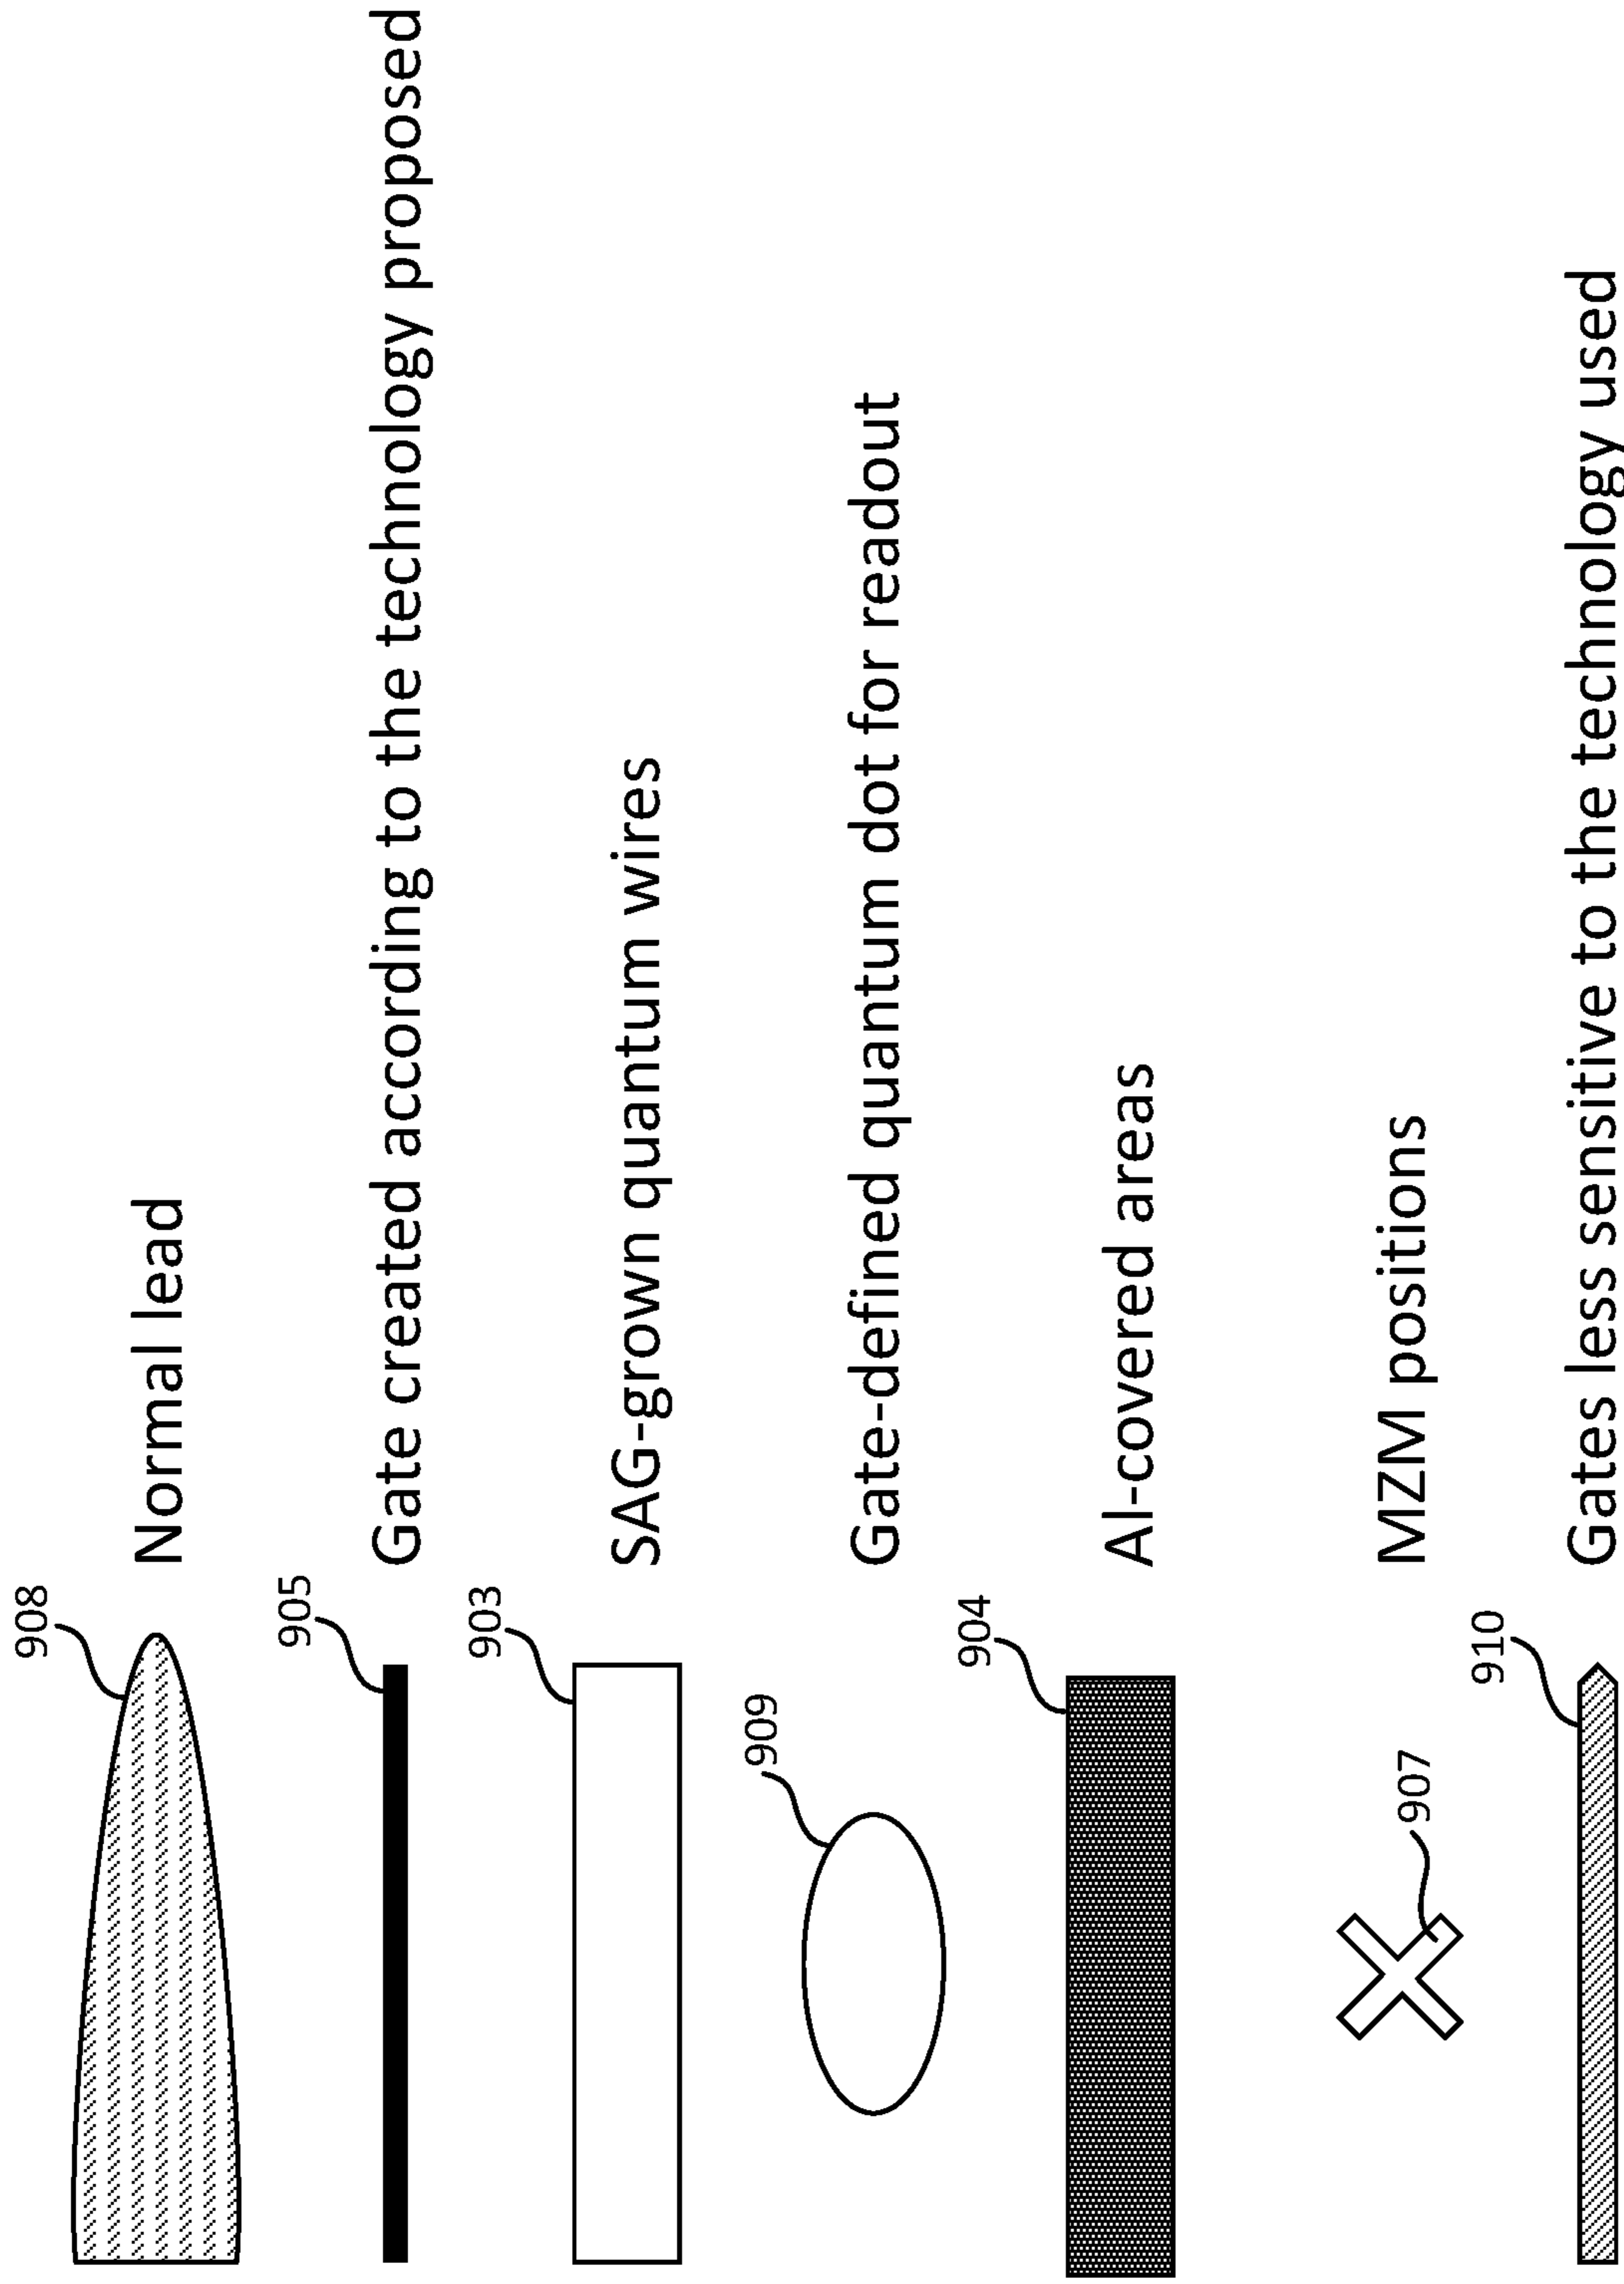 908
Normal lead
905
Gate created according to the technology proposed
903
SAG-grown quantum wires
909
Gate-defined quantum dot for readout
904
Al-covered areas
907
MZM positions
910
Gates less sensitive to the technology used